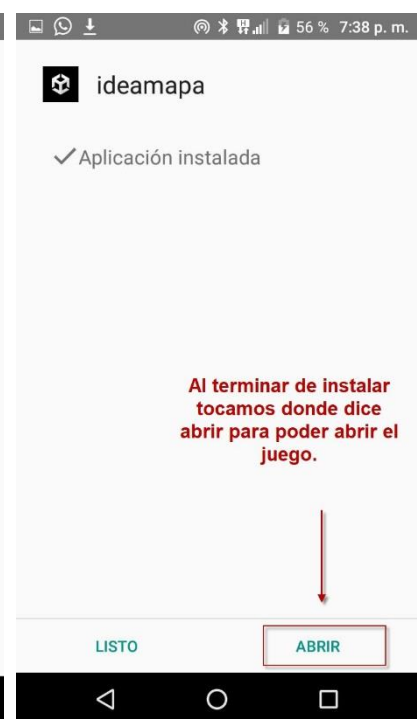 56 % 7:38 p. m.
ideamapa
Aplicación instalada
Al terminar de instalar
tocamos donde dice
abrir para poder abrir el
juego.
LISTO
ABRIR